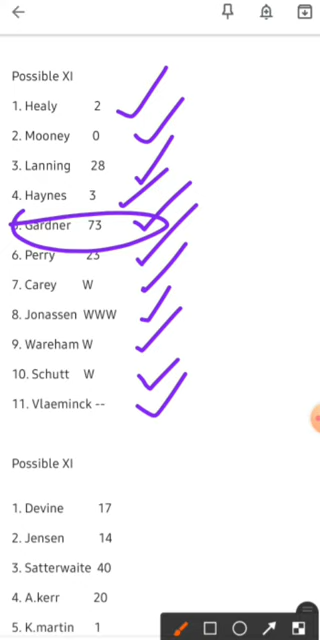 Possible XI
1. Healy 2
2. Mooney 0
3. Lanning 28
4. Haynes 3
5. Gardner 73
6. Perry 23
7. Carey W
8. Jonassen WWW
9. Wareham W
10. Schutt W
11. Vlaeminck --
Possible XI
1. Devine 17
2. Jensen 14
3. Satterwaite 40
4. A.kerr 20
5. K.martin 1